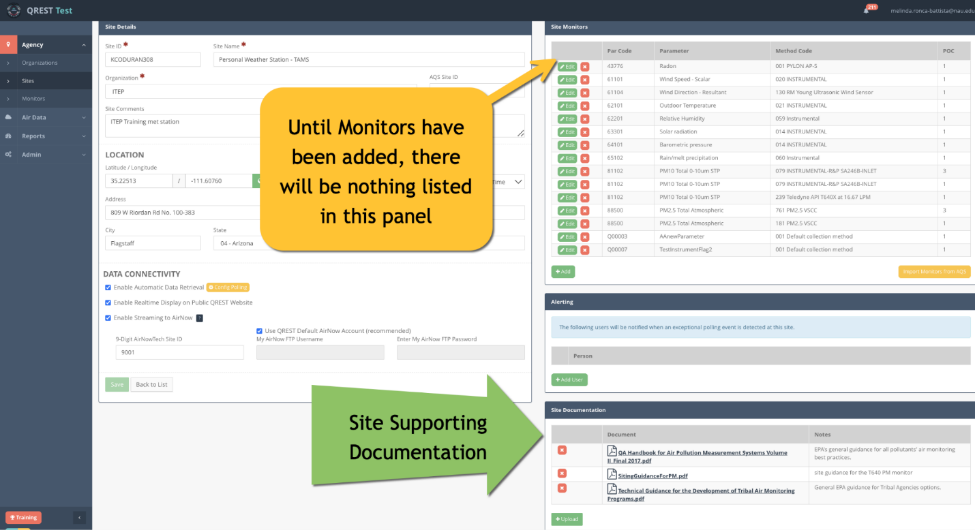 QREST Test
211
melinda.ronca-battista@nau.edu
Agency
Organizations
Sites
Monitors
Air Data
Reports
Admin
Training
Site Details
Site ID *
Site Name *
KCODURAN308
Personal Weather Station - TAMS
Organization *
AQS Site ID
ITEP
Site Comments
ITEP Training met station
LOCATION
Latitude / Longitude
35.22513 / -111.65760
Address
809 W Riordan Rd No. 100-383
City
State
Flagstaff
04 - Arizona
DATA CONNECTIVITY
Enable Automatic Data Retrieval
Config Polling
Enable Realtime Display on Public QREST Website
Enable Streaming to AirNow
9-Digit AirNowTech Site ID
9001
Use QREST Default AirNow Account (recommended)
My AirNow FTP Username
Enter My AirNow FTP Password
Save
Back to List
Until Monitors have
been added, there
will be nothing listed
in this panel
Site Supporting
Documentation
Site Monitors
Par Code Parameter Method Code POC
Edit 43776 Radon 001 PYLON AP-5 1
Edit 61101 Wind Speed - Scalar 020 INSTRUMENTAL 1
Edit 61104 Wind Direction - Resultant 130 RM Young Ultrasonic Wind Sensor 1
Edit 62101 Outdoor Temperature 021 INSTRUMENTAL 1
Edit 62201 Relative Humidity 059 Instrumental 1
Edit 63301 Solar radiation 014 INSTRUMENTAL 1
Edit 64101 Barometric pressure 014 INSTRUMENTAL 1
Edit 65102 Rain/melt precipitation 060 Instrumental 1
Edit 81102 PM10 Total 0-10um STP 079 INSTRUMENTAL-R&P SA246B-INLET 3
Edit 81102 PM10 Total 0-10um STP 079 INSTRUMENTAL-R&P SA246B-INLET 1
Edit 81102 PM10 Total 0-10um STP 239 Teledyne API T640X at 16.67 LPM 1
Edit 88500 PM2.5 Total Atmospheric 761 PM2.5 VSCC 3
Edit 88500 PM2.5 Total Atmospheric 181 PM2.5 VSCC 1
Edit Q00003 AAnewParameter 001 Default collection method 1
Edit Q00007 TestInstrumentFlag2 001 Default collection method 1
Add
Import Monitors from AQS
Alerting
The following users will be notified when an exceptional polling event is detected at this site.
Person
Add User
Site Documentation
Document Notes
QA Handbook for Air Pollution Measurement Systems Volume
II_Final 2017.pdf
EPA's general guidance for all pollutants' air monitoring
best practices.
SitingGuidanceForPM.pdf
site guidance for the T640 PM monitor
Technical Guidance for the Development of Tribal Air Monitoring
Programs.pdf
General EPA guidance for Tribal Agencies options.
Upload